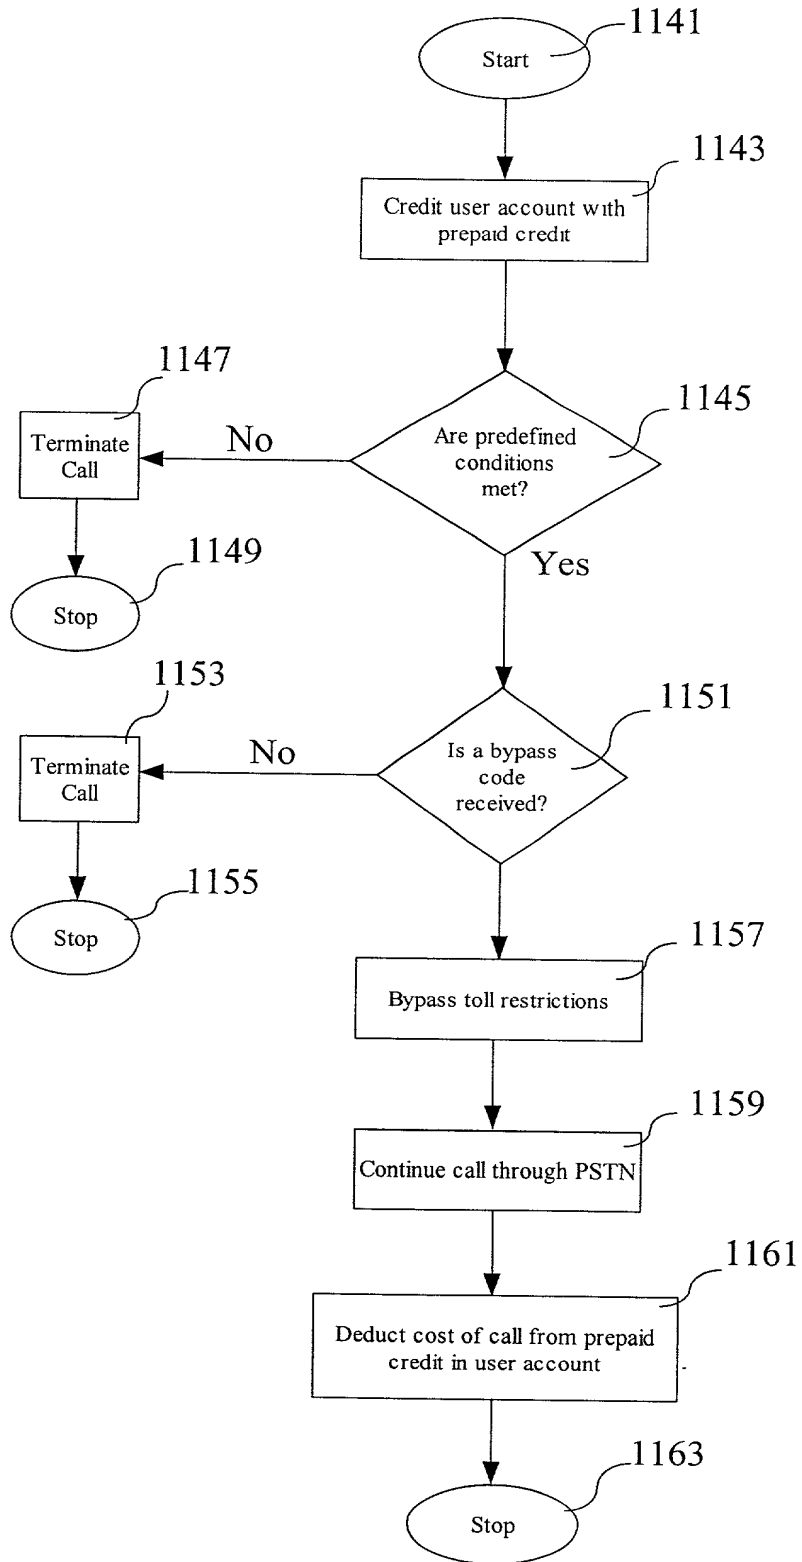 1141
Start
1143
Credit user account with
prepaid credit
1147
1145
Terminate
Call
No
Are predefined
conditions
met?
1149
Yes
Stop
1153
1151
Terminate
Call
No
Is a bypass
code
received?
1155
Stop
1157
Bypass toll restrictions
1159
Continue call through PSTN
1161
Deduct cost of call from prepaid
credit in user account
1163
Stop